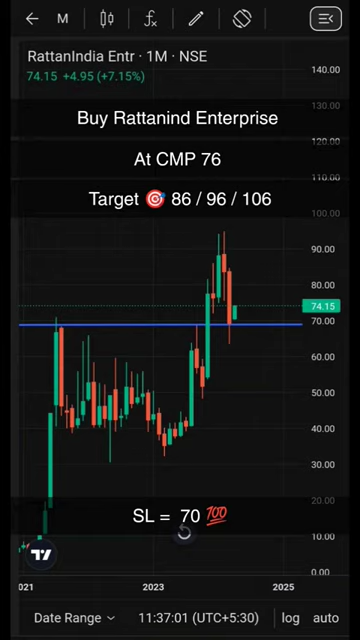 M
RattanIndia Entr · 1M · NSE
74.15 +4.95 (+7.15%)
140.00
130.00
Buy Rattanind Enterprise
120.00
At CMP 76
110.00
Target 🎯 86 / 96 / 106
100.00
90.00
80.00
74.15
70.00
60.00
50.00
40.00
30.00
20.00
SL = 70 💯
10.00
0.00
2021
2023
2025
Date Range
11:37:01 (UTC+5:30)
log
auto